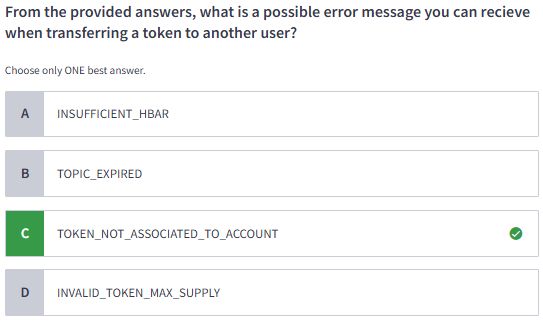 From the provided answers, what is a possible error message you can recieve
when transferring a token to another user?
Choose only ONE best answer.
A INSUFFICIENT_HBAR
B TOPIC_EXPIRED
C TOKEN_NOT_ASSOCIATED_TO_ACCOUNT
D INVALID_TOKEN_MAX_SUPPLY